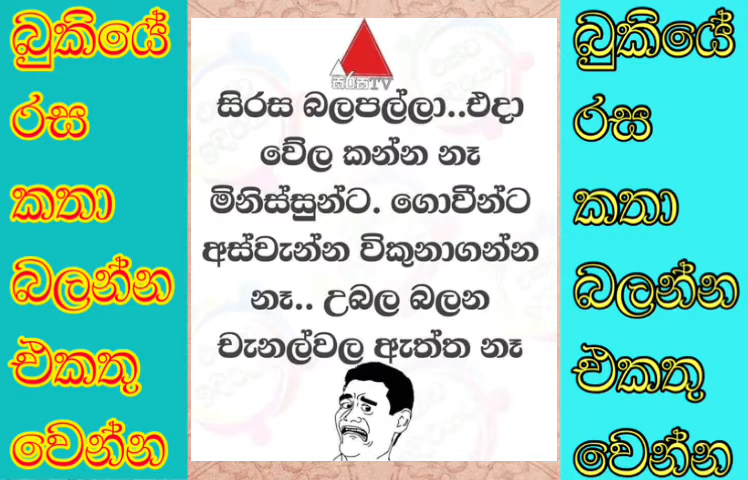 බුකියේ
රස
කතා
බලන්න
එකතු
වෙන්න
සිරස TV
සිරස බලපල්ලා..එදා
වේල කන්න නෑ
මිනිස්සුන්ට. ගොවීන්ට
අස්වැන්න විකුනාගන්න
නෑ.. උබල බලන
චැනල්වල ඇත්ත නෑ
බුකියේ
රස
කතා
බලන්න
එකතු
වෙන්න